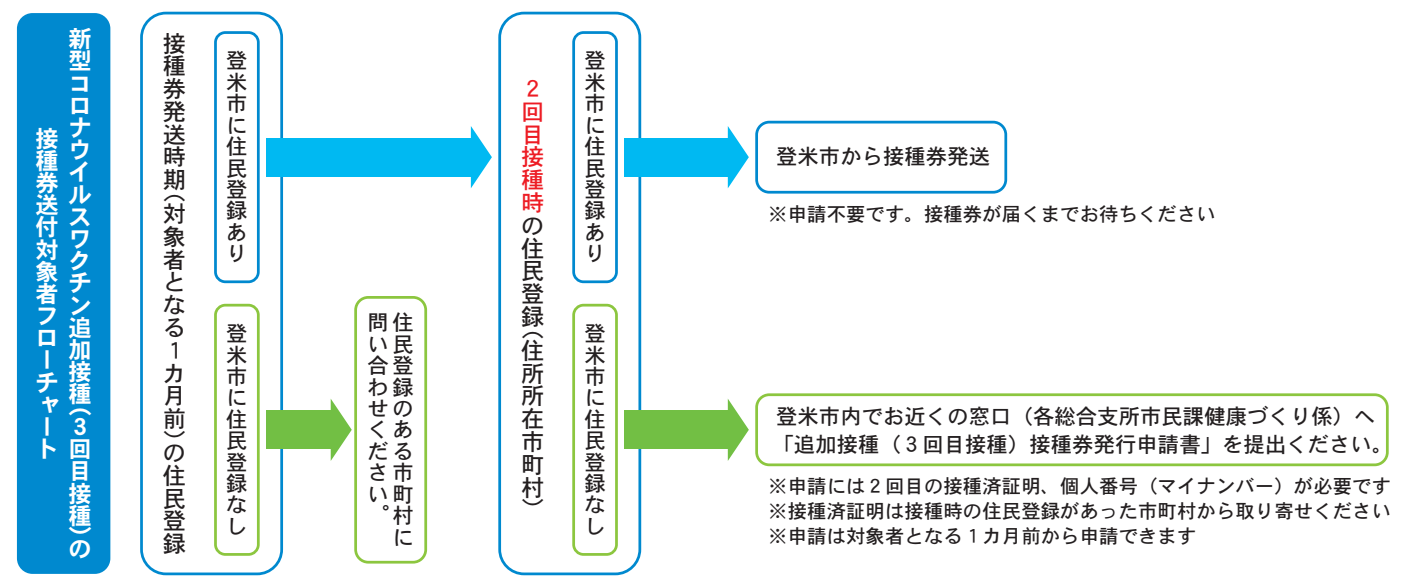 新型コロナウイルスワクチン追加接種(3回目接種)の
接種券送付対象者フローチャート
接種券発送時期(対象者となる1カ月前)の住民登録
登米市に住民登録あり
登米市に住民登録なし
住民登録のある市町村に
問い合わせください。
2回目接種時の住民登録(住所所在市町村)
登米市に住民登録あり
登米市に住民登録なし
登米市から接種券発送
※申請不要です。接種券が届くまでお待ちください
登米市内でお近くの窓口(各総合支所市民課健康づくり係)へ
「追加接種(3回目接種)接種券発行申請書」を提出ください。
※申請には2回目の接種済証明、個人番号(マイナンバー)が必要です
※接種済証明は接種時の住民登録があった市町村から取り寄せください
※申請は対象者となる1カ月前から申請できます